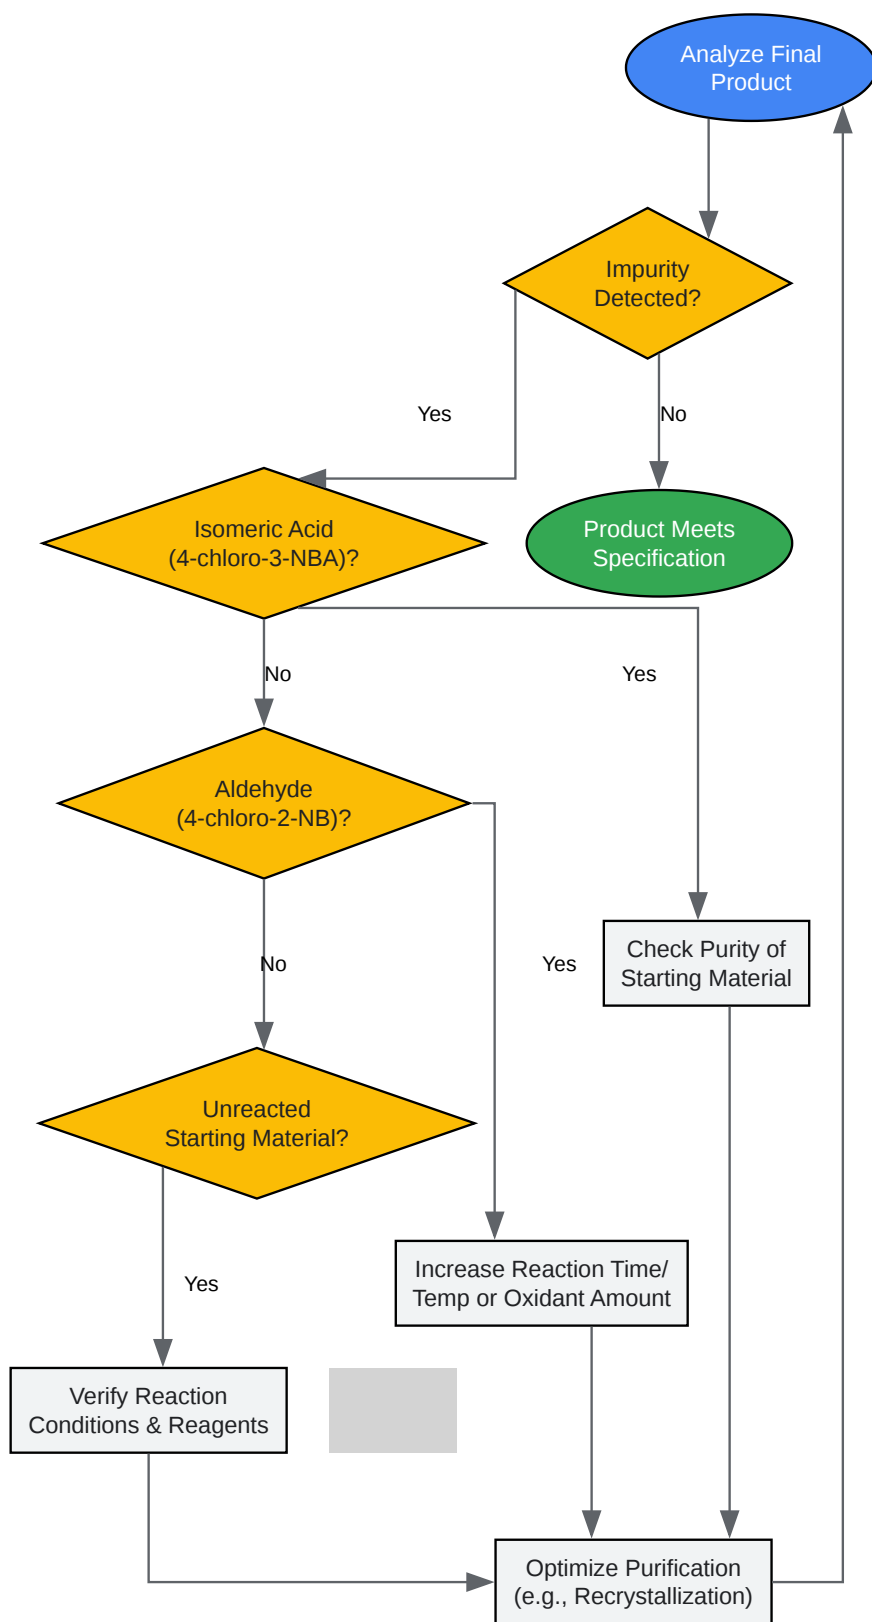 Analyze Final
Product
Impurity
Detected?
Yes
No
Isomeric Acid
(4-chloro-3-NBA)?
Product Meets
Specification
No
Yes
Aldehyde
(4-chloro-2-NB)?
No
Yes
Check Purity of
Starting Material
Unreacted
Starting Material?
Yes
Increase Reaction Time/
Temp or Oxidant Amount
Verify Reaction
Conditions & Reagents
Optimize Purification
(e.g., Recrystallization)